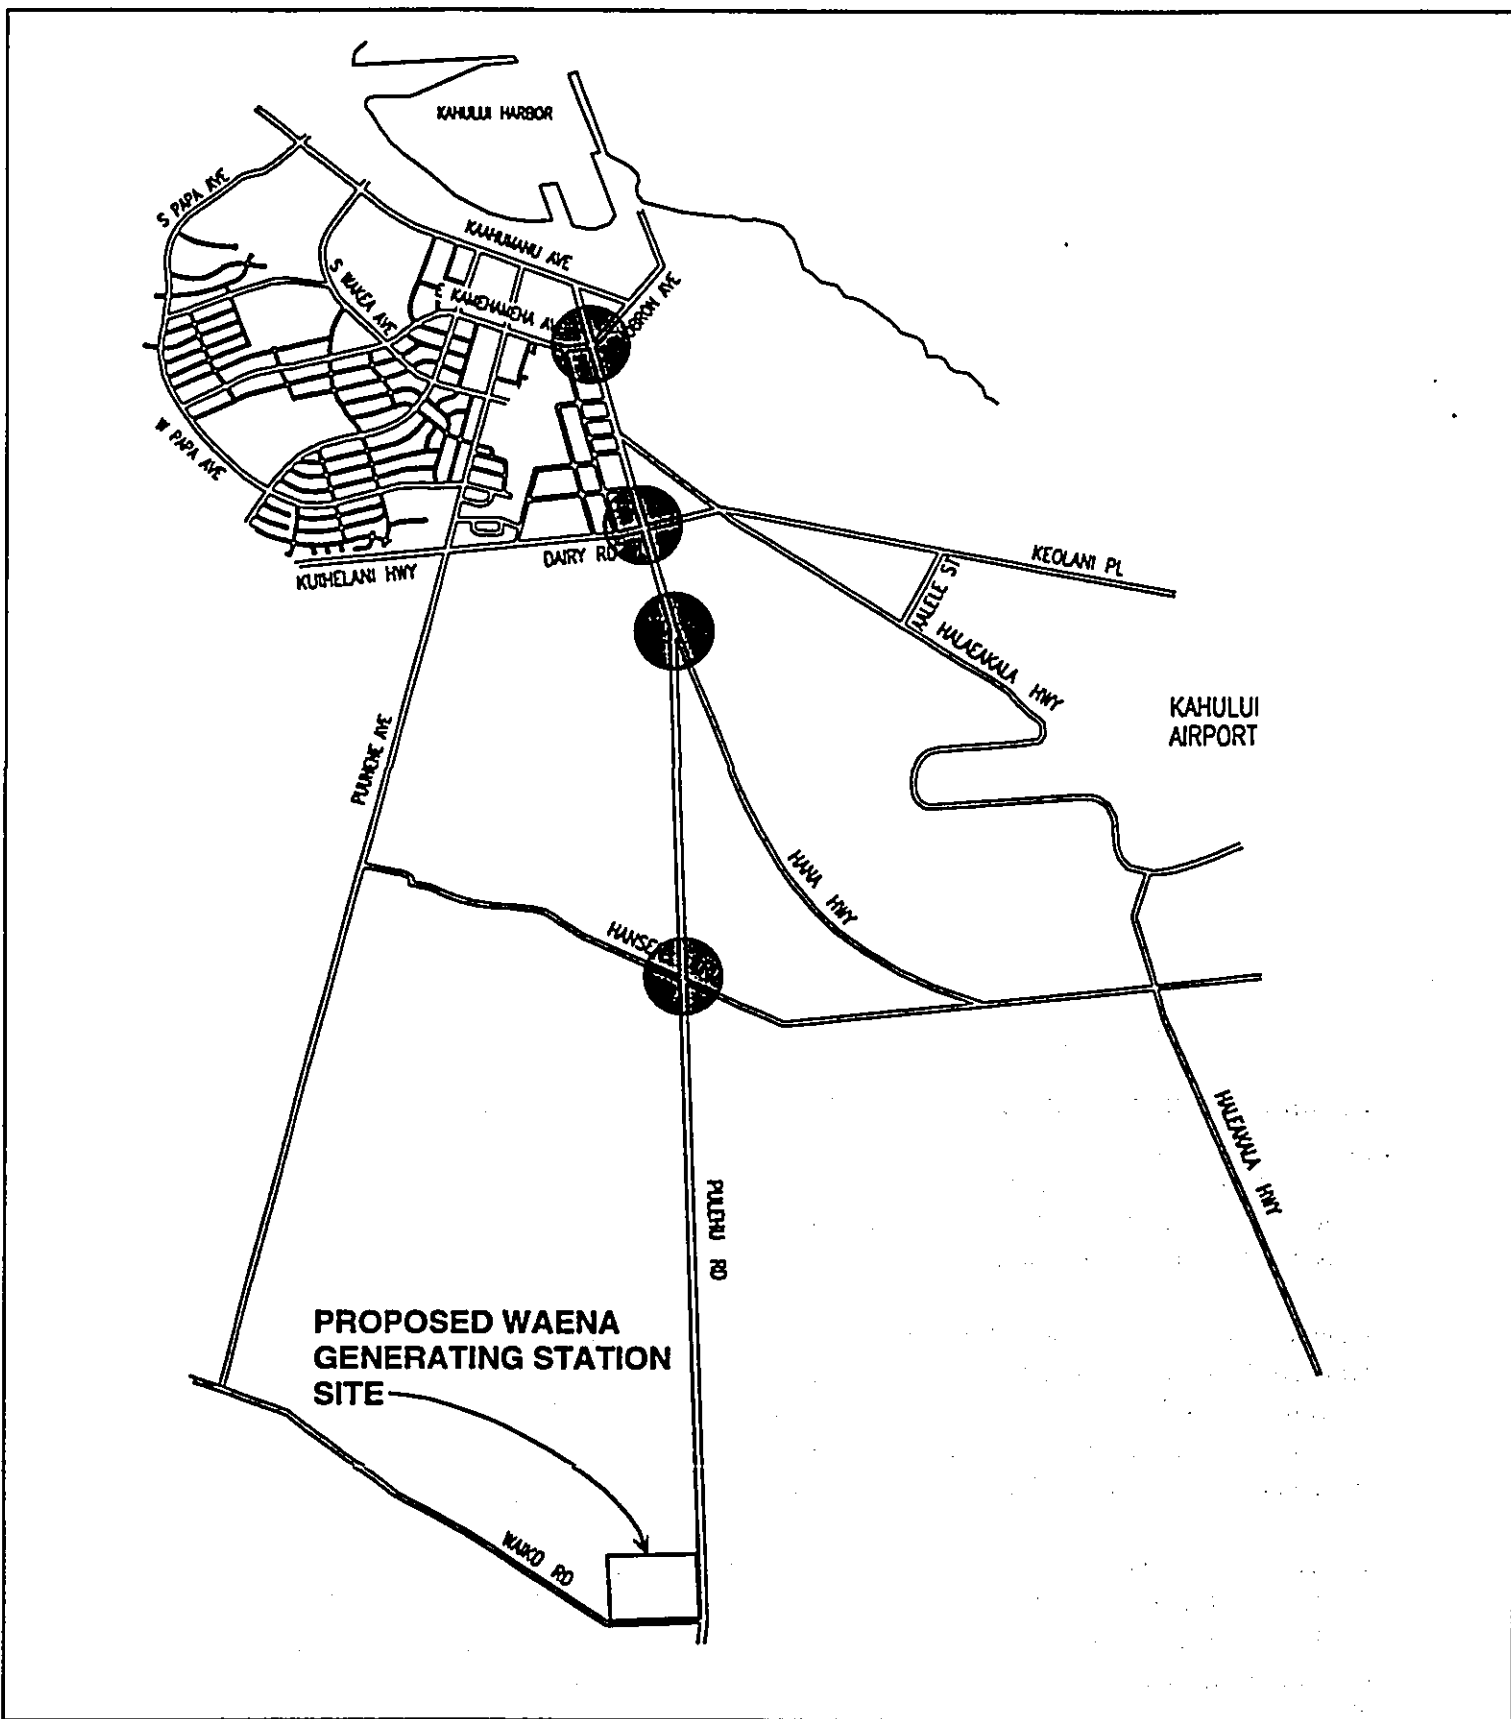 KAHULUI HARBOR
S PAPA AVE
KAAHUMANU AVE
S WAKEA AVE
E KAMEHAMEHA AVE
W PAPA AVE
KUIHELANI HWY
DAIRY RD
KEOLANI PL
HALAEAKALA HWY
KAHULUI
AIRPORT
PUUNENE AVE
HANA HWY
HALEAKALA HWY
PULEHU RD
PROPOSED WAENA
GENERATING STATION
SITE
WAIKO RD